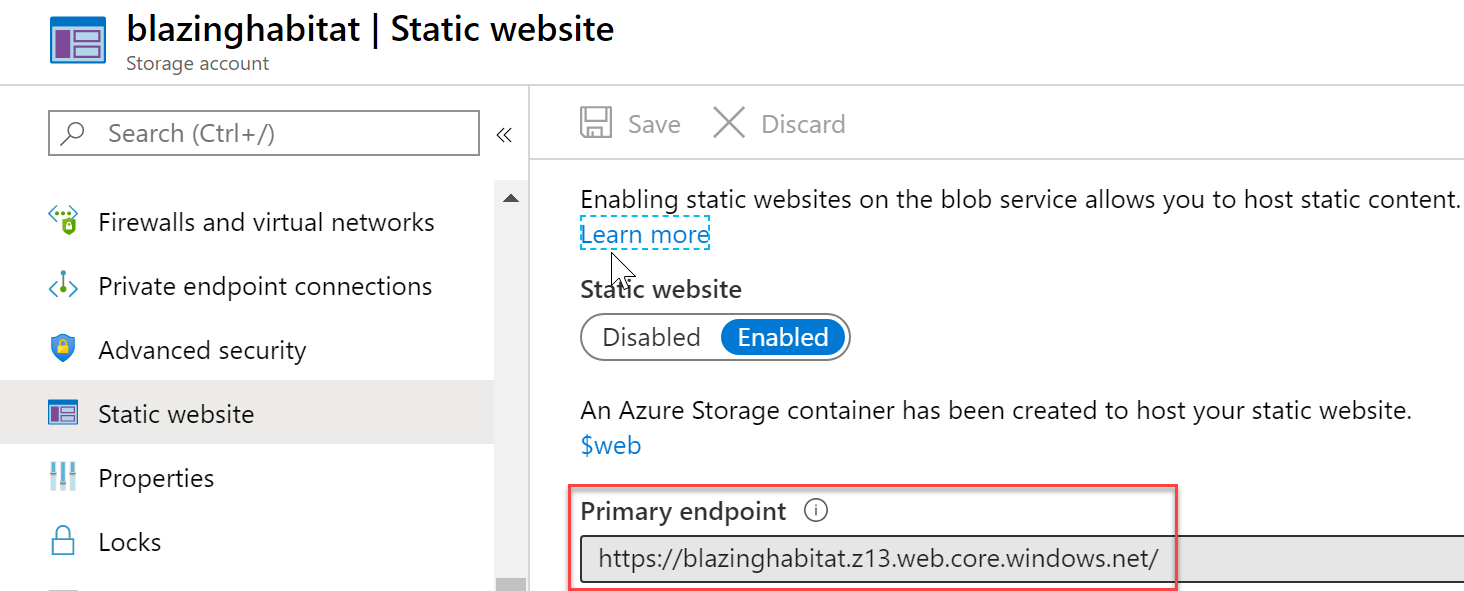 blazinghabitat | Static website
Storage account
Search (Ctrl+/)
«
Firewalls and virtual networks
Private endpoint connections
Advanced security
Static website
Properties
Locks
Save
Discard
Enabling static websites on the blob service allows you to host static content.
Learn more
Static website
Disabled Enabled
An Azure Storage container has been created to host your static website.
$web
Primary endpoint
https://blazinghabitat.z13.web.core.windows.net/